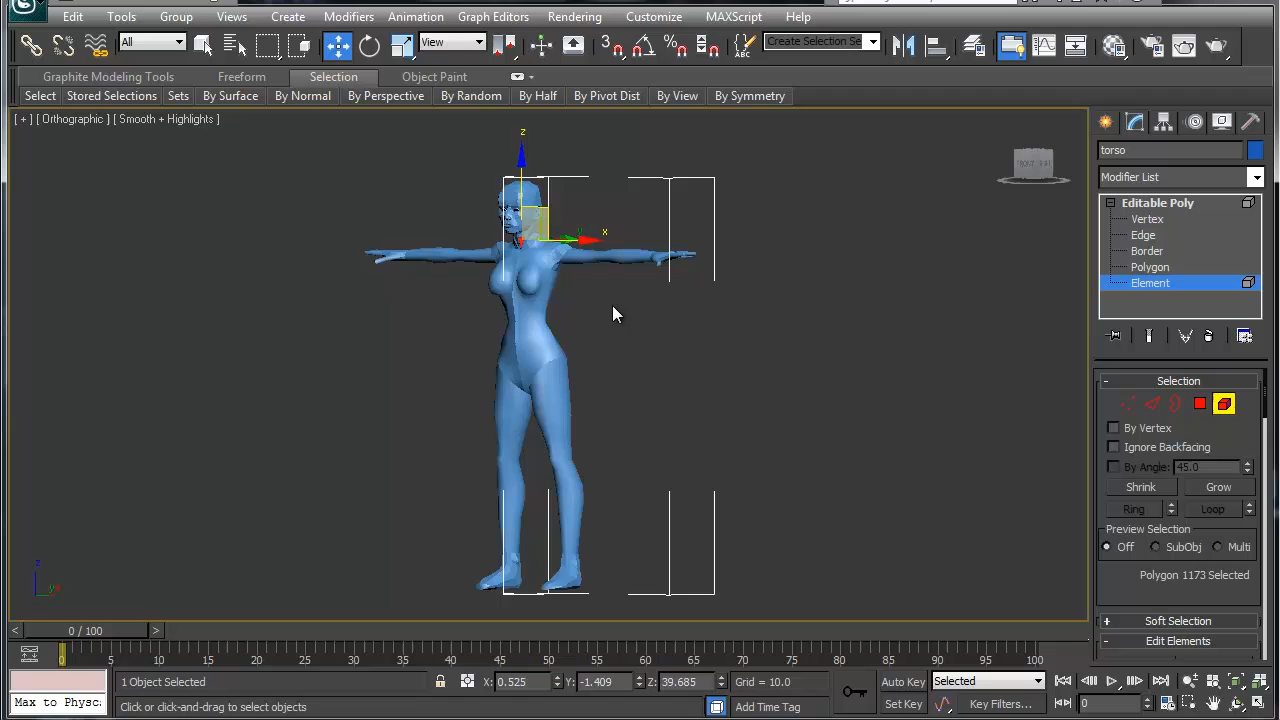 Edit Tools Group Views Create Modifiers Animation Graph Editors Rendering Customize MAXScript Help
All View 3 % ABC Create Selection Se
Graphite Modeling Tools Freeform Selection Object Paint
Select Stored Selections Sets By Surface By Normal By Perspective By Random By Half By Pivot Dist By View By Symmetry
[ + ] [ Orthographic ] [ Smooth + Highlights ]
z
x
torso
Modifier List
Editable Poly
Vertex
Edge
Border
Polygon
Element
- Selection
By Vertex
Ignore Backfacing
By Angle: 45.0
Shrink Grow
Ring Loop
Preview Selection
Off SubObj Multi
Polygon 1173 Selected
+ Soft Selection
- Edit Elements
z
< 0 / 100 >
0 5 10 15 20 25 30 35 40 45 50 55 60 65 70 75 80 85 90 95 100
1 Object Selected X: 0.525 Y: -1.409 Z: 39.685 Grid = 10.0 Auto Key Selected
Max to Physca
Click or click-and-drag to select objects Add Time Tag Set Key Key Filters... 0